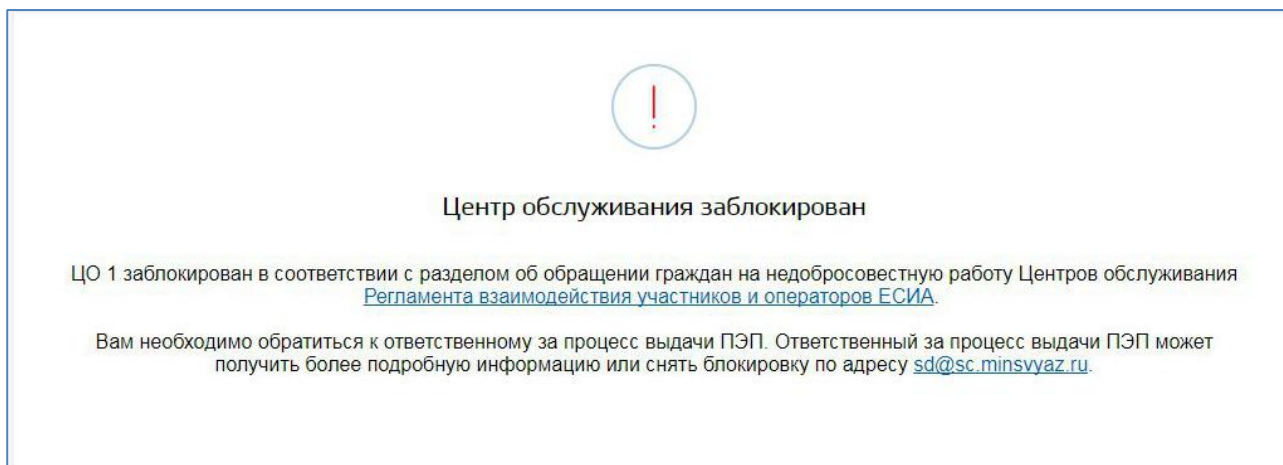 Центр обслуживания заблокирован
ЦО 1 заблокирован в соответствии с разделом об обращении граждан на недобросовестную работу Центров обслуживания
Регламента взаимодействия участников и операторов ЕСИА.
Вам необходимо обратиться к ответственному за процесс выдачи ПЭП. Ответственный за процесс выдачи ПЭП может
получить более подробную информацию или снять блокировку по адресу sd@sc.minsvyaz.ru.